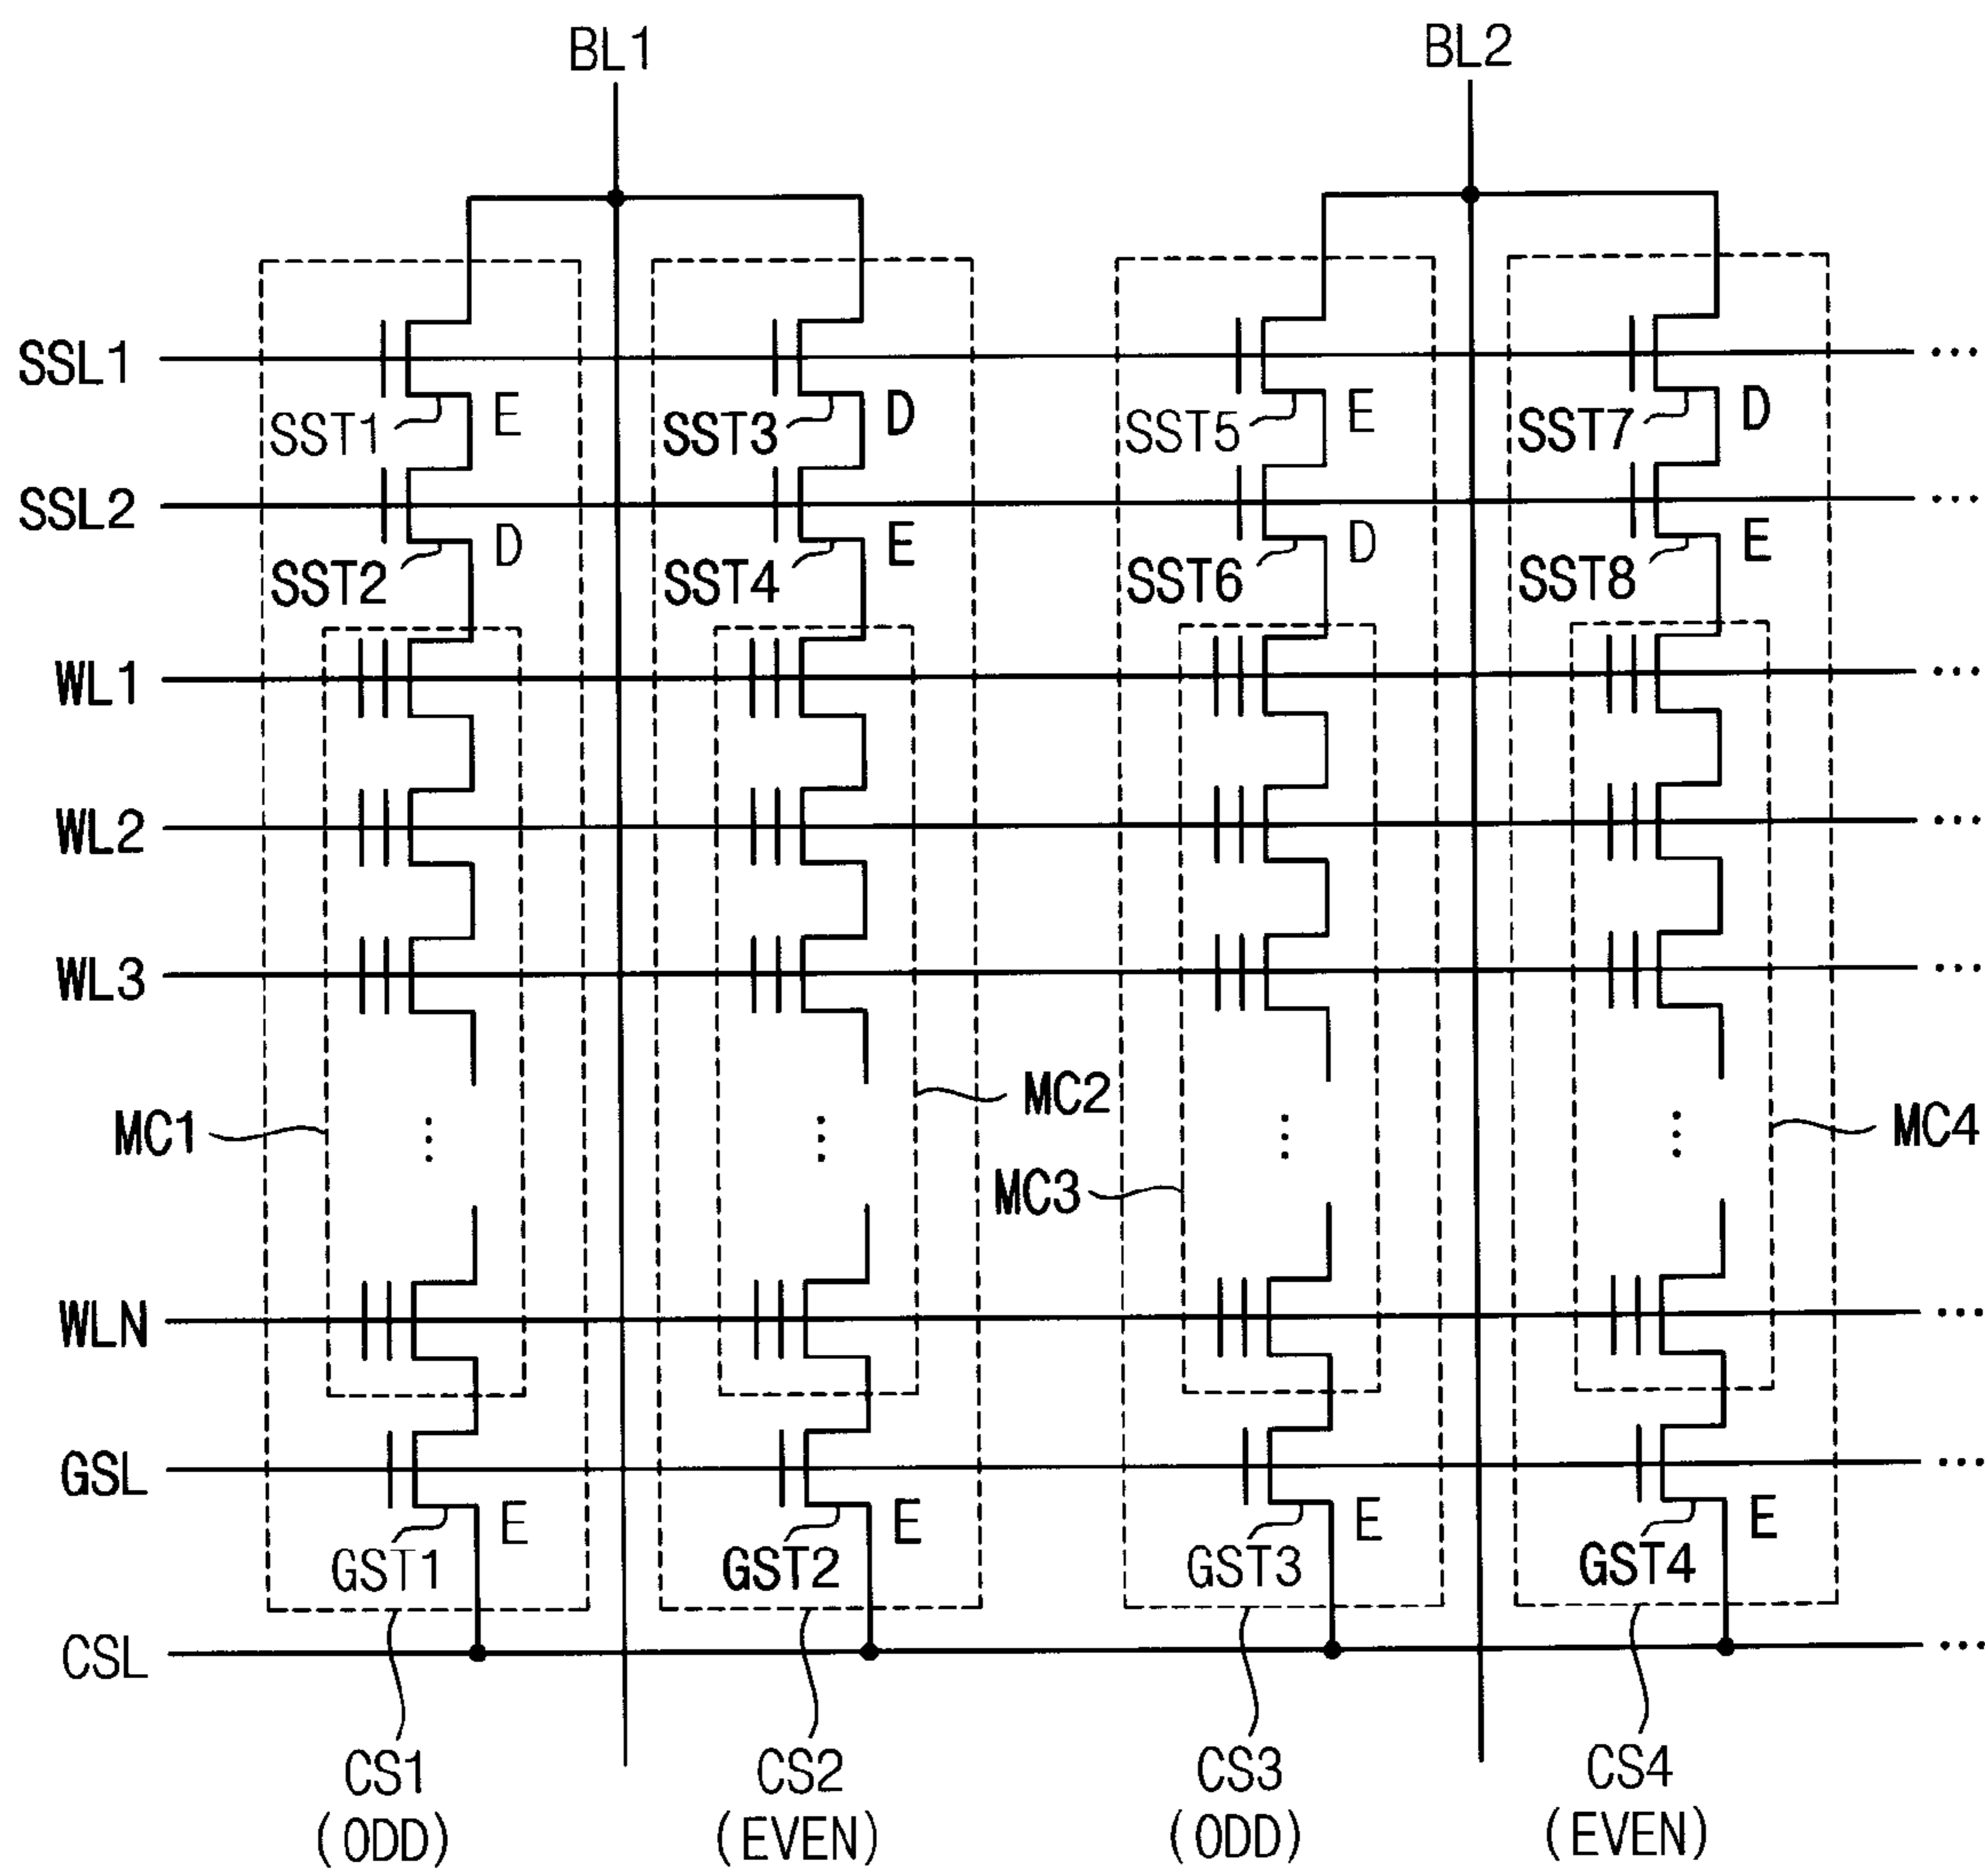 BL1 BL2
SSL1 ...
SST1 E SST3 D SST5 E SST7 D
SSL2 ...
SST2 D SST4 E SST6 D SST8 E
WL1 ...
WL2 ...
WL3 ...
MC1 MC2 MC3 MC4
WLN ...
GSL ...
GST1 E GST2 E GST3 E GST4 E
CSL ...
CS1 CS2 CS3 CS4
(ODD) (EVEN) (ODD) (EVEN)